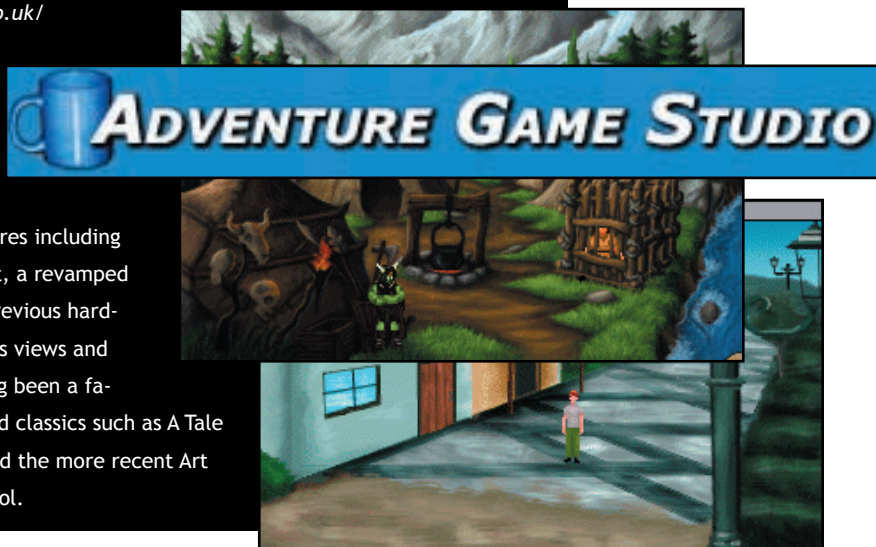 o.uk/
ADVENTURE GAME STUDIO
res including
, a revamped
revious hard-
s views and
g been a fa-
d classics such as A Tale
d the more recent Art
ol.